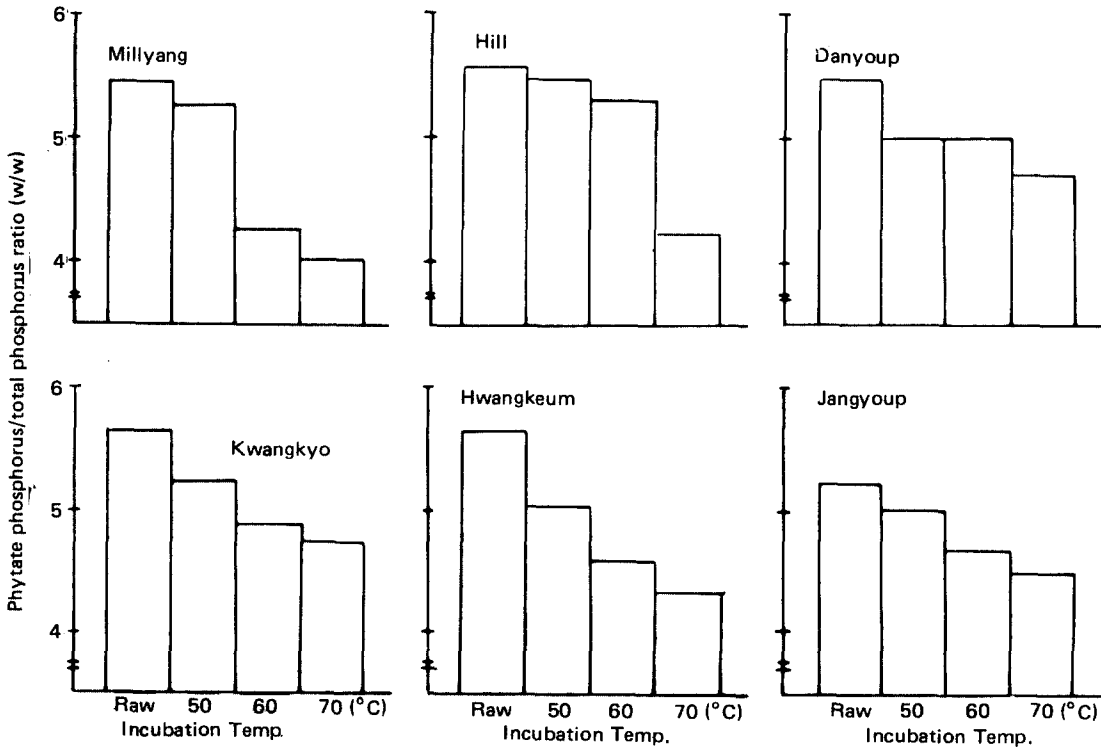 Phytate phosphorus/total phosphorus ratio (w/w)
6
5
4
Millyang
Hill
Danyoup
6
5
4
Kwangkyo
Hwangkeum
Jangyoup
Raw 50 60 70 (°C)
Incubation Temp.
Raw 50 60 70 (°C)
Incubation Temp.
Raw 50 60 70 (°C)
Incubation Temp.